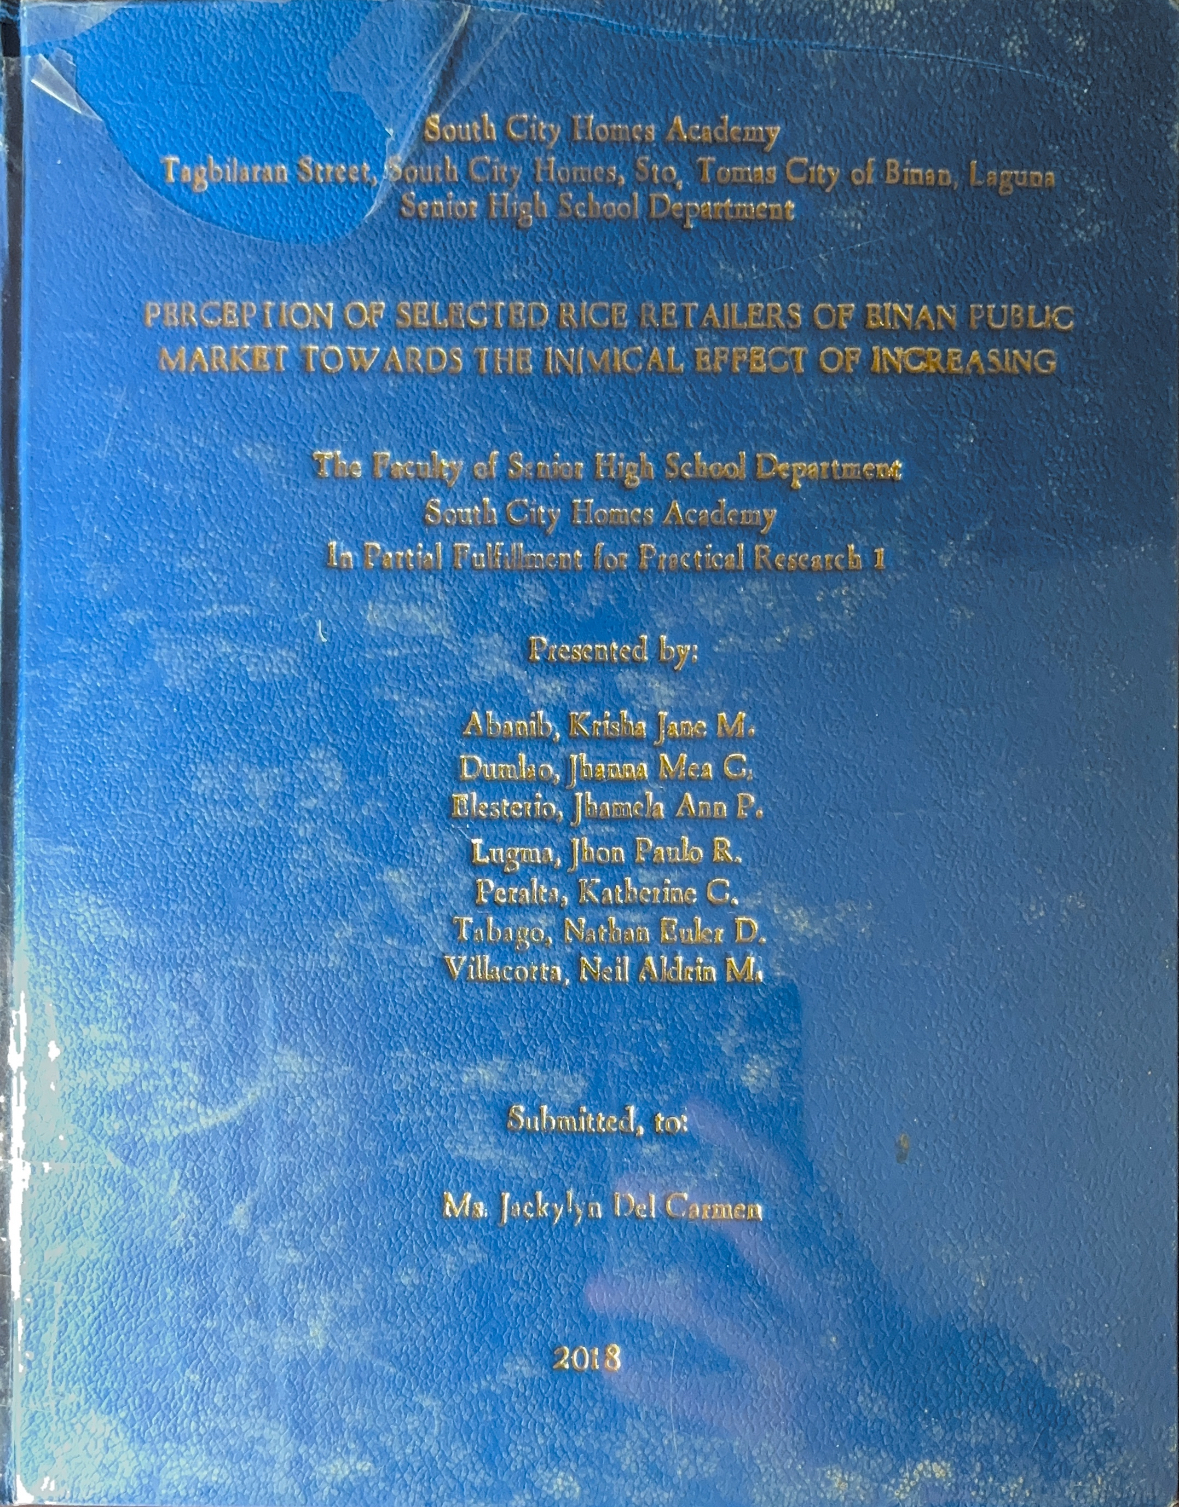 South City Homes Academy
Tagbilaran Street, South City Homes, Sto, Tomas City of Binan, Laguna
Senior High School Department
PERCEPTION OF SELECTED RICE RETAILERS OF BINAN PUBLIC
MARKET TOWARDS THE INIMICAL EFFECT OF INCREASING
The Faculty of Senior High School Department
South City Homes Academy
In Partial Fulfillment for Practical Research 1
Presented by:
Abanib, Krisha Jane M.
Dumlao, Jhanna Mea C.
Elesterio, Jhamela Ann P.
Lugma, Jhon Paulo R.
Peralta, Katherine C.
Tabago, Nathan Euler D.
Villacorta, Neil Aldrin M.
Submitted, to:
Ms. Jackylyn Del Carmen
2018